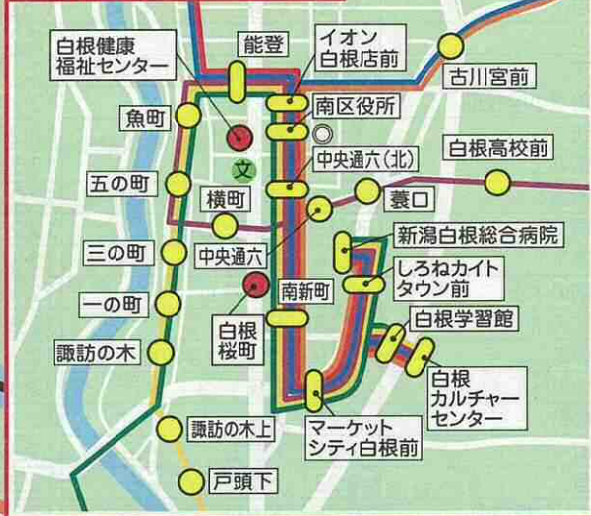 白根健康
福祉センター
能登
イオン
白根店前
古川宮前
魚町
南区役所
文
中央通六(北)
白根高校前
五の町
横町
蓑口
三の町
中央通六
新潟白根総合病院
しろねカイト
タウン前
一の町
南新町
白根学習館
白根
桜町
諏訪の木
白根
カルチャー
センター
諏訪の木上
マーケット
シティ白根前
戸頭下